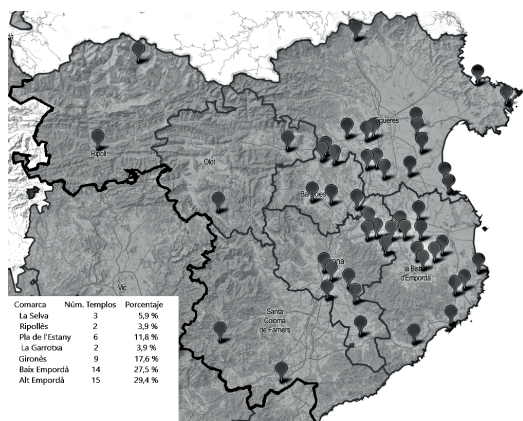 Figueres
Ripoll
Olot
Vic
la Bisbal
d'Empordà
Santa
Coloma
de Farners
Comarca Núm. Templos Porcentaje
La Selva 3 5,9 %
Ripollès 2 3,9 %
Pla de l'Estany 6 11,8 %
La Garrotxa 2 3,9 %
Gironès 9 17,6 %
Baix Empordà 14 27,5 %
Alt Empordà 15 29,4 %